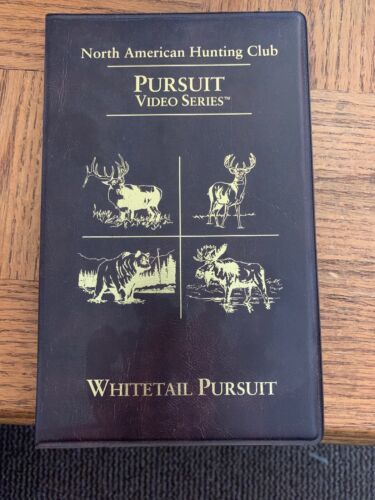 North American Hunting Club
Pursuit
Video Series™
Whitetail Pursuit